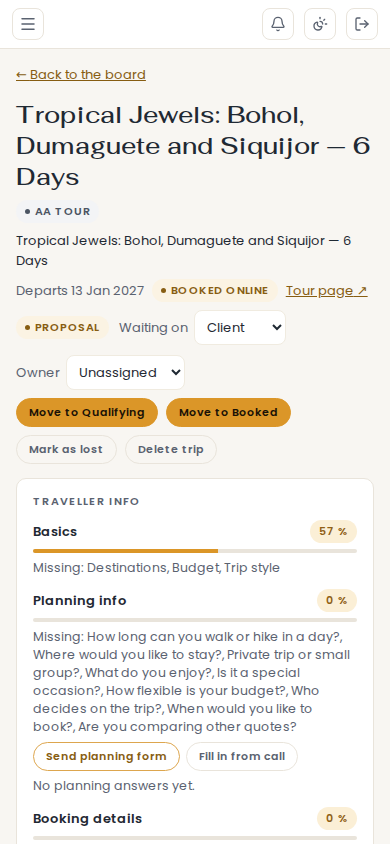 ← Back to the board
Tropical Jewels: Bohol,
Dumaguete and Siquijor — 6
Days
AA TOUR
Tropical Jewels: Bohol, Dumaguete and Siquijor — 6
Days
Departs 13 Jan 2027 BOOKED ONLINE Tour page ↗
PROPOSAL Waiting on Client
Owner Unassigned
Move to Qualifying Move to Booked
Mark as lost Delete trip
TRAVELLER INFO
Basics 57 %
Missing: Destinations, Budget, Trip style
Planning info 0 %
Missing: How long can you walk or hike in a day?,
Where would you like to stay?, Private trip or small
group?, What do you enjoy?, Is it a special
occasion?, How flexible is your budget?, Who
decides on the trip?, When would you like to
book?, Are you comparing other quotes?
Send planning form Fill in from call
No planning answers yet.
Booking details 0 %